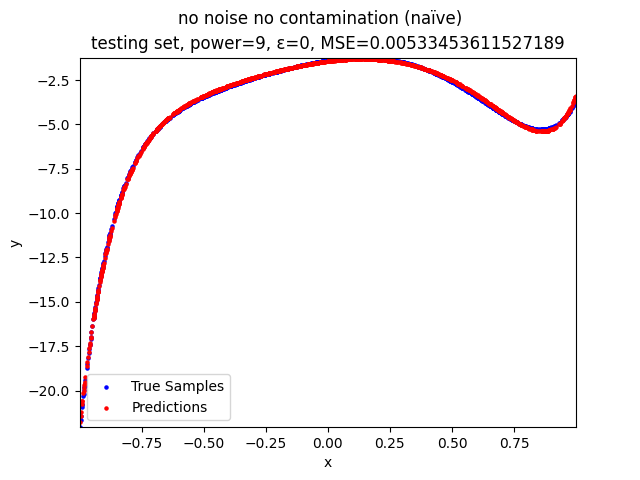 no noise no contamination (naïve)
testing set, power=9, ε=0, MSE=0.00533453611527189
−2.5
−5.0
−7.5
−10.0
−12.5
−15.0
−17.5
−20.0
y
True Samples
Predictions
−0.75 −0.50 −0.25 0.00 0.25 0.50 0.75
x